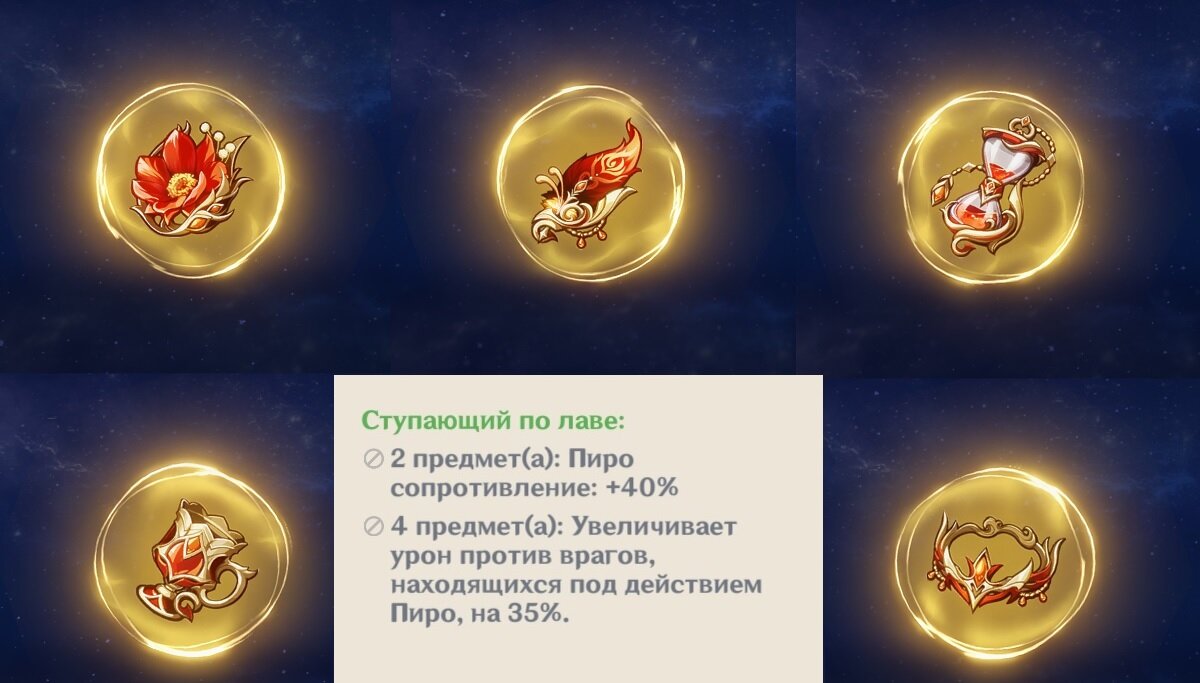 Ступающий по лаве:
2 предмет(а): Пиро
сопротивление: +40%
4 предмет(а): Увеличивает
урон против врагов,
находящихся под действием
Пиро, на 35%.